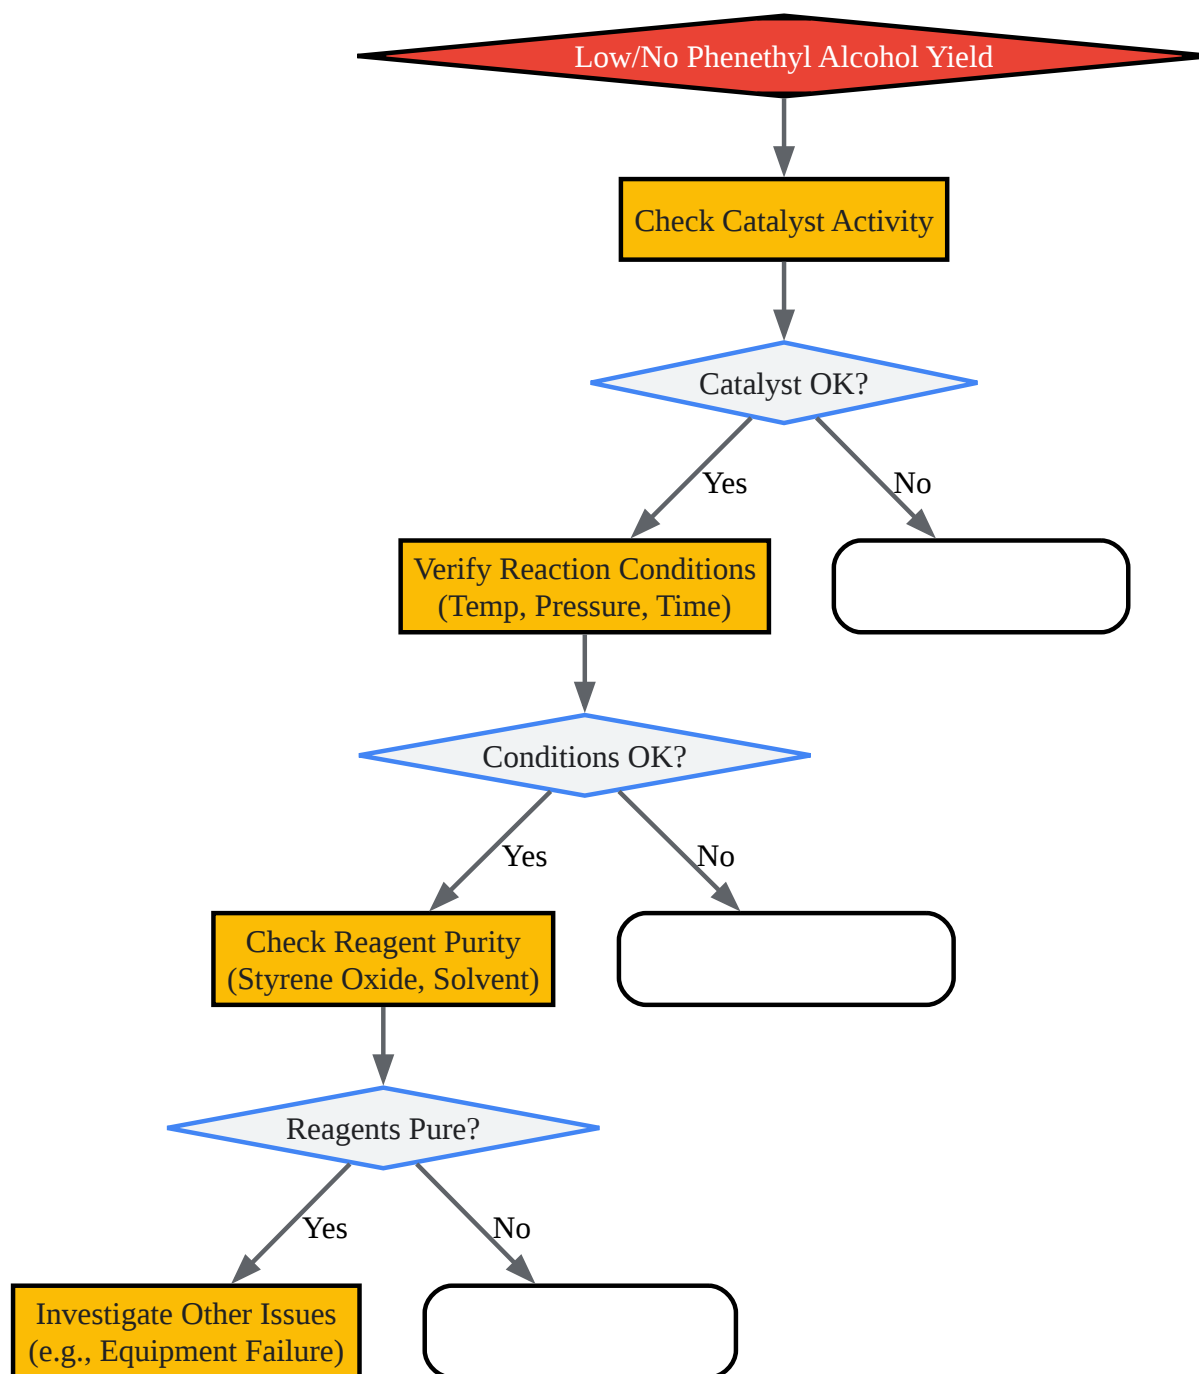 Low/No Phenethyl Alcohol Yield
Check Catalyst Activity
Catalyst OK?
Yes
No
Verify Reaction Conditions
(Temp, Pressure, Time)
Conditions OK?
Yes
No
Check Reagent Purity
(Styrene Oxide, Solvent)
Reagents Pure?
Yes
No
Investigate Other Issues
(e.g., Equipment Failure)